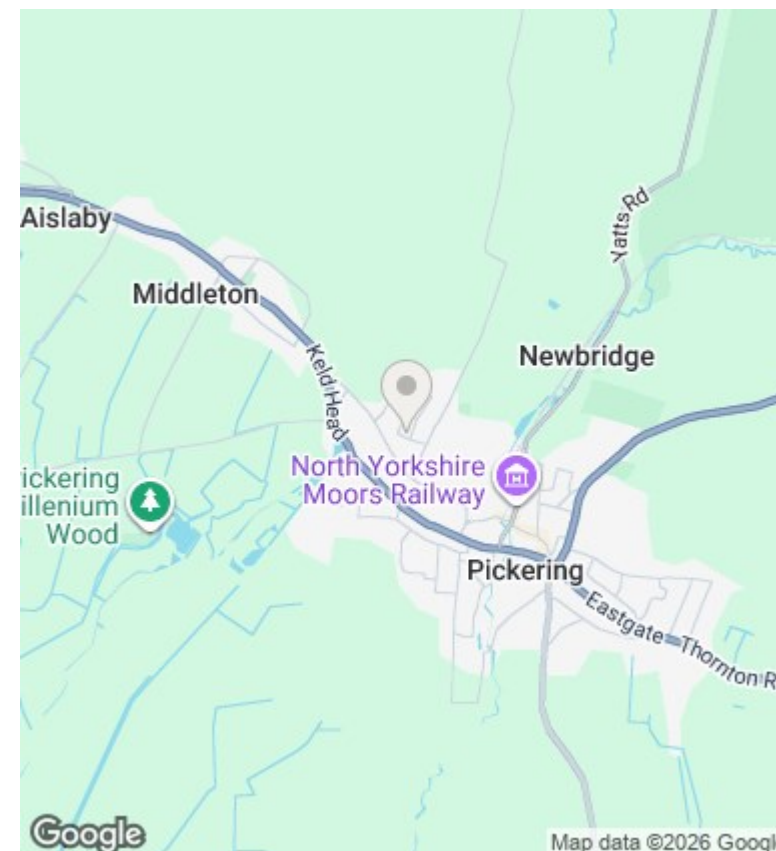 Yatts Rd
Aislaby
Middleton
Newbridge
Keld Head
North Yorkshire
Moors Railway
ickering
illenium
Wood
Pickering
Eastgate
Thornton R
Google
Map data ©2026 Googl